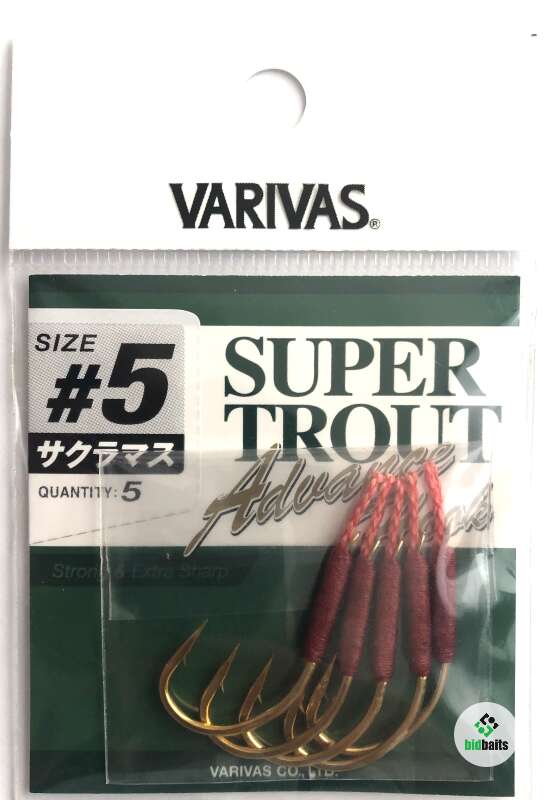 VARIVAS®
SIZE
#5
サクラマス
QUANTITY: 5
SUPER
TROUT
Advance
Hook
Strong & Extra Sharp
VARIVAS CO., LTD.
bidbaits